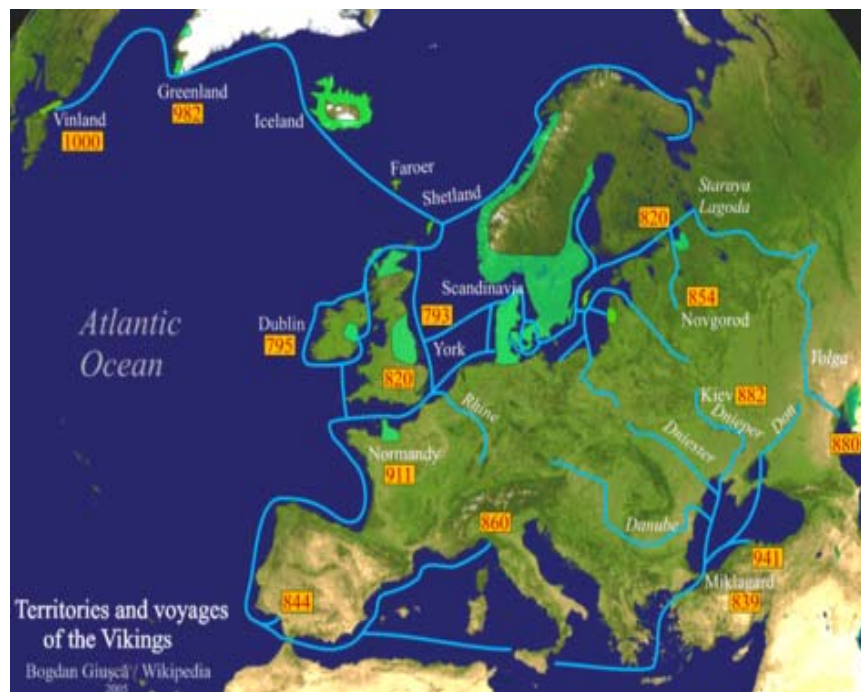 Greenland
982
Vinland
1000
Iceland
Faroer
Shetland
Staraya
Lagoda
820
Scandinavia
854
Novgorod
Atlantic
Ocean
Dublin
795
793
York
820
Rhine
Volga
Kiev 882
Dnieper
Don
Dniester
Normandy
911
880
860
Danube
941
Miklagard
839
844
Territories and voyages
of the Vikings
Bogdan Giuşcă / Wikipedia
2005